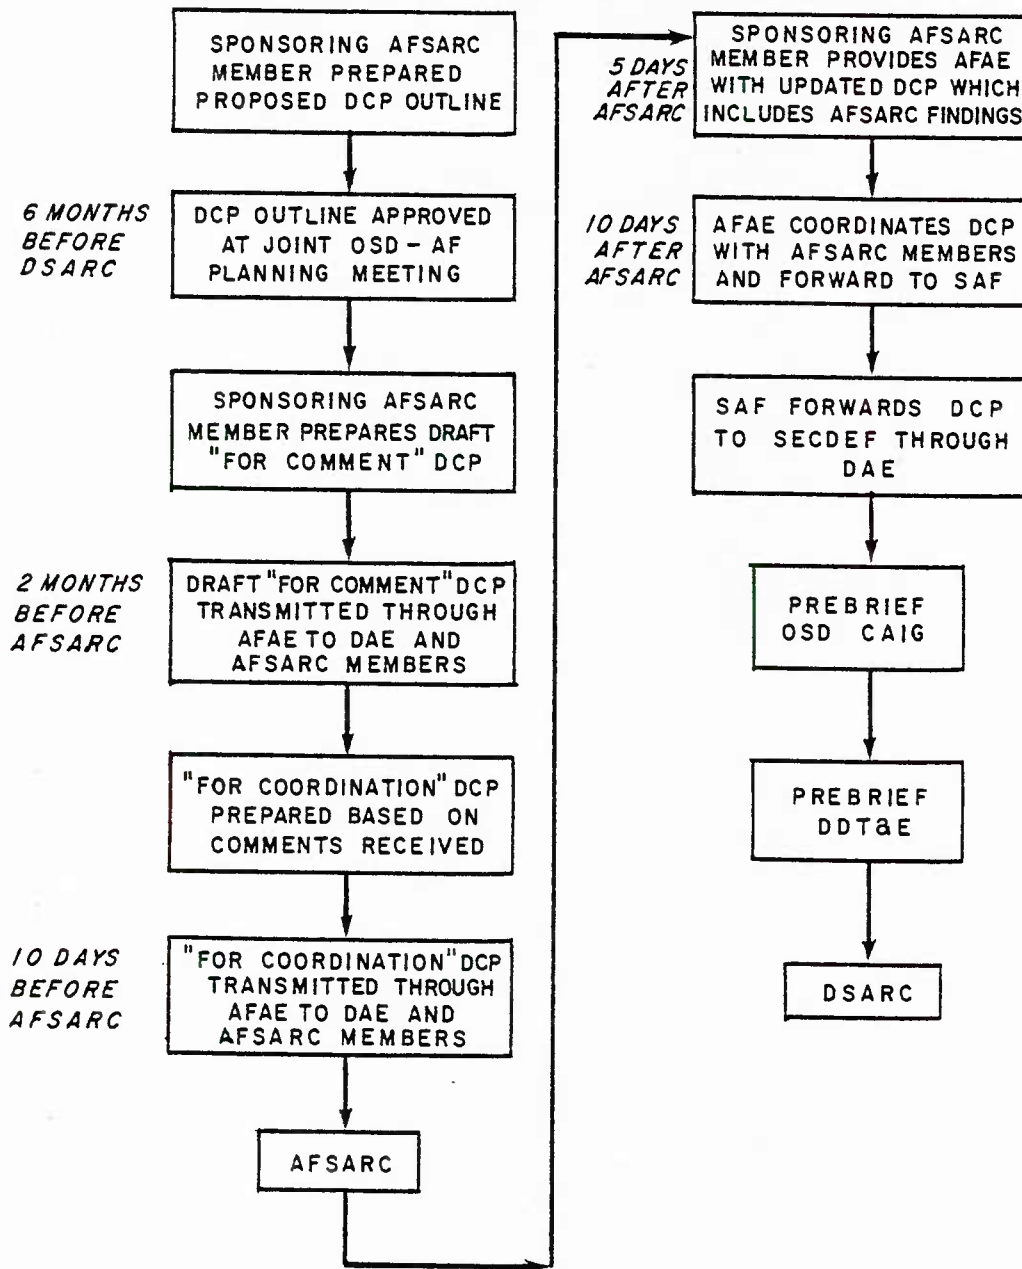 SPONSORING AFSARC
MEMBER PREPARED
PROPOSED DCP OUTLINE
6 MONTHS
BEFORE
DSARC
DCP OUTLINE APPROVED
AT JOINT OSD - AF
PLANNING MEETING
SPONSORING AFSARC
MEMBER PREPARES DRAFT
"FOR COMMENT" DCP
2 MONTHS
BEFORE
AFSARC
DRAFT "FOR COMMENT" DCP
TRANSMITTED THROUGH
AFAE TO DAE AND
AFSARC MEMBERS
"FOR COORDINATION" DCP
PREPARED BASED ON
COMMENTS RECEIVED
10 DAYS
BEFORE
AFSARC
"FOR COORDINATION" DCP
TRANSMITTED THROUGH
AFAE TO DAE AND
AFSARC MEMBERS
AFSARC
5 DAYS
AFTER
AFSARC
SPONSORING AFSARC
MEMBER PROVIDES AFAE
WITH UPDATED DCP WHICH
INCLUDES AFSARC FINDINGS
10 DAYS
AFTER
AFSARC
AFAE COORDINATES DCP
WITH AFSARC MEMBERS
AND FORWARD TO SAF
SAF FORWARDS DCP
TO SECDEF THROUGH
DAE
PREBRIEF
OSD CAIG
PREBRIEF
DDT&E
DSARC